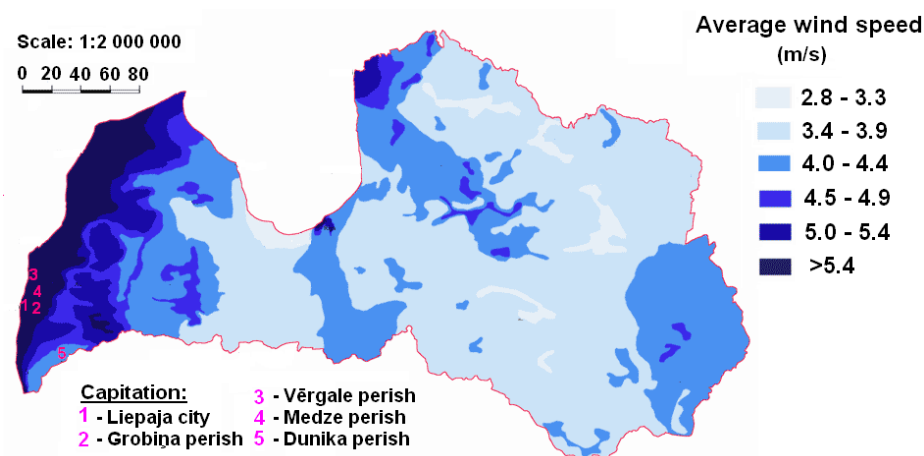 Average wind speed
(m/s)
Scale: 1:2 000 000
0 20 40 60 80
2.8 - 3.3
3.4 - 3.9
4.0 - 4.4
4.5 - 4.9
5.0 - 5.4
>5.4
3
4
1
2
5
Capitation:
1 - Liepaja city
2 - Grobiņa perish
3 - Vērgale perish
4 - Medze perish
5 - Dunika perish